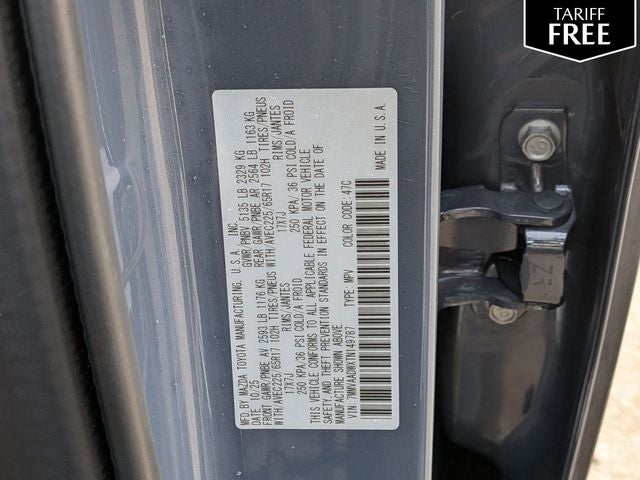 TARIFF
FREE
MFD.BY MAZDA TOYOTA MANUFACTURING, U.S.A., INC.
DATE: 10/25 GVWR/PNBV 5135 LB 2329 KG
FRONT GAWR/PNBE AV 2593 LB 1176 KG REAR GAWR/PNBE AR 2564 LB 1163 KG
WITH/AVEC225/65R17 102H TIRES/PNEUS WITH/AVEC225/65R17 102H TIRES/PNEUS
17X7J RIMS/JANTES 17X7J RIMS/JANTES
250 KPA/36 PSI COLD/A FROID 250 KPA/36 PSI COLD/A FROID
THIS VEHICLE CONFORMS TO ALL APPLICABLE FEDERAL MOTOR VEHICLE
SAFETY, AND THEFT PREVENTION STANDARDS IN EFFECT ON THE DATE OF
MANUFACTURE SHOWN ABOVE.
VIN: TYPE: MPV COLOR CODE: 47C MADE IN U.S.A.